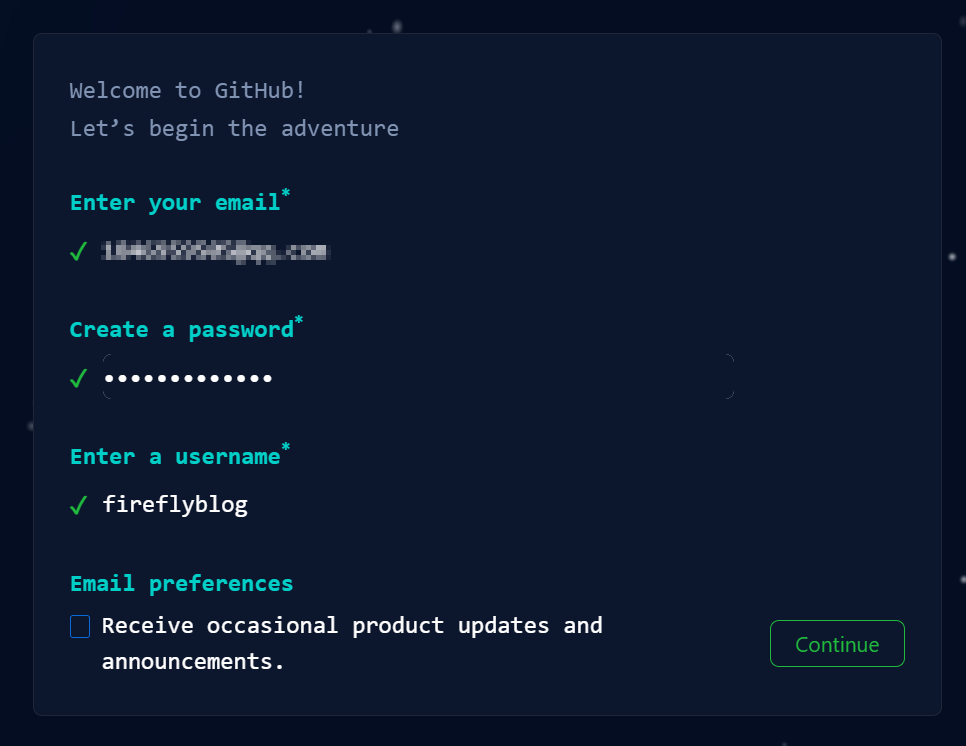 Welcome to GitHub!
Let’s begin the adventure
Enter your email*
✓
Create a password*
✓ •••••••••••••
Enter a username*
✓ fireflyblog
Email preferences
Receive occasional product updates and
announcements.
Continue